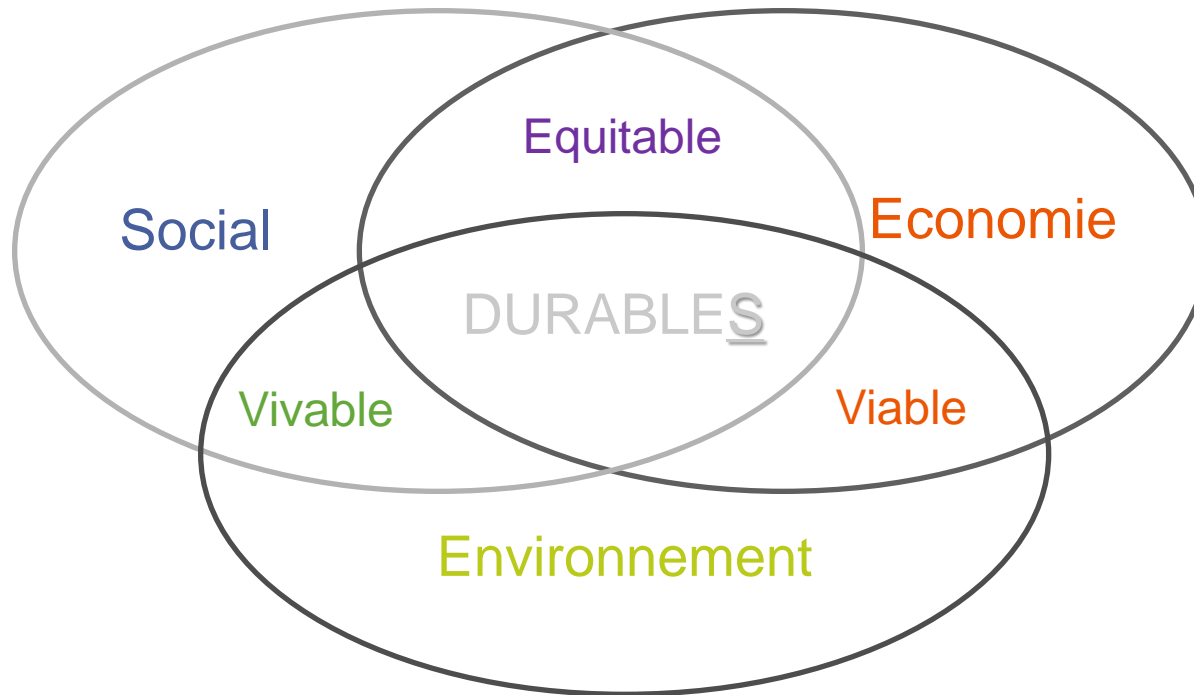 Equitable
Social
Economie
DURABLES
Vivable
Viable
Environnement